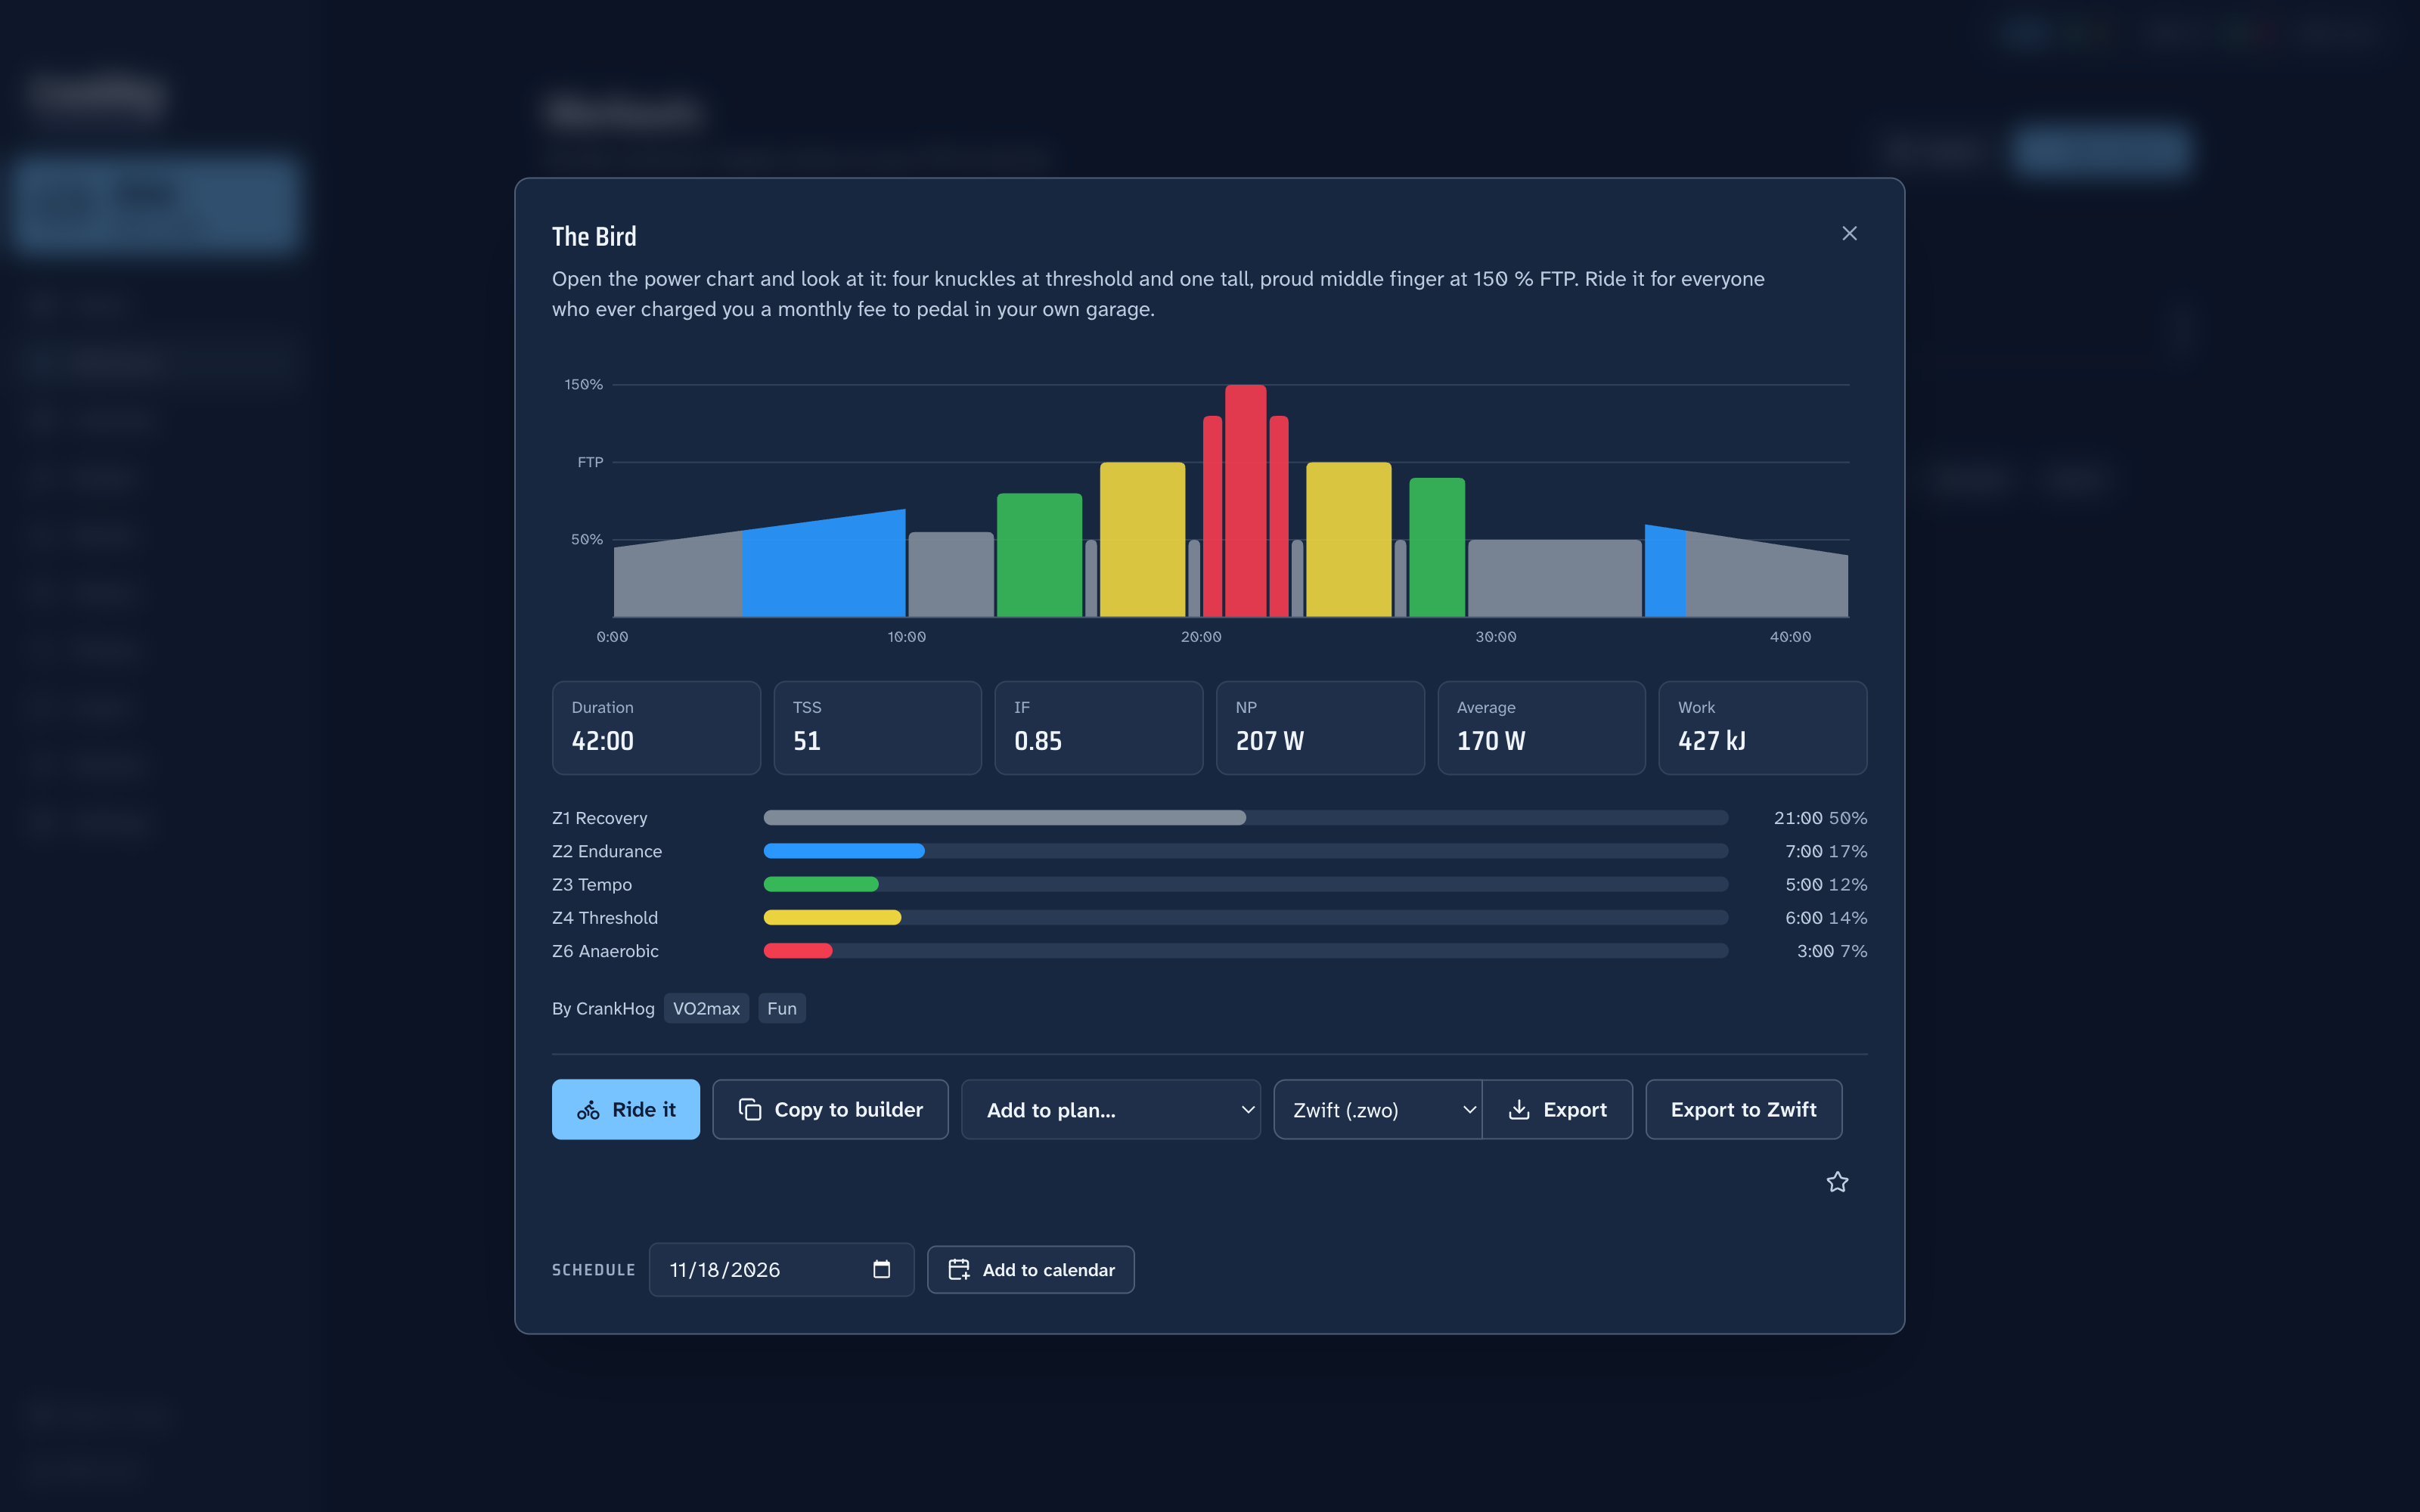 The Bird
Open the power chart and look at it: four knuckles at threshold and one tall, proud middle finger at 150 % FTP. Ride it for everyone
who ever charged you a monthly fee to pedal in your own garage.
150%
FTP
50%
0:00 10:00 20:00 30:00 40:00
Duration TSS IF NP Average Work
42:00 51 0.85 207 W 170 W 427 kJ
Z1 Recovery 21:00 50%
Z2 Endurance 7:00 17%
Z3 Tempo 5:00 12%
Z4 Threshold 6:00 14%
Z6 Anaerobic 3:00 7%
By CrankHog VO2max Fun
Ride it Copy to builder Add to plan... Zwift (.zwo) Export Export to Zwift
SCHEDULE 11/18/2026 Add to calendar